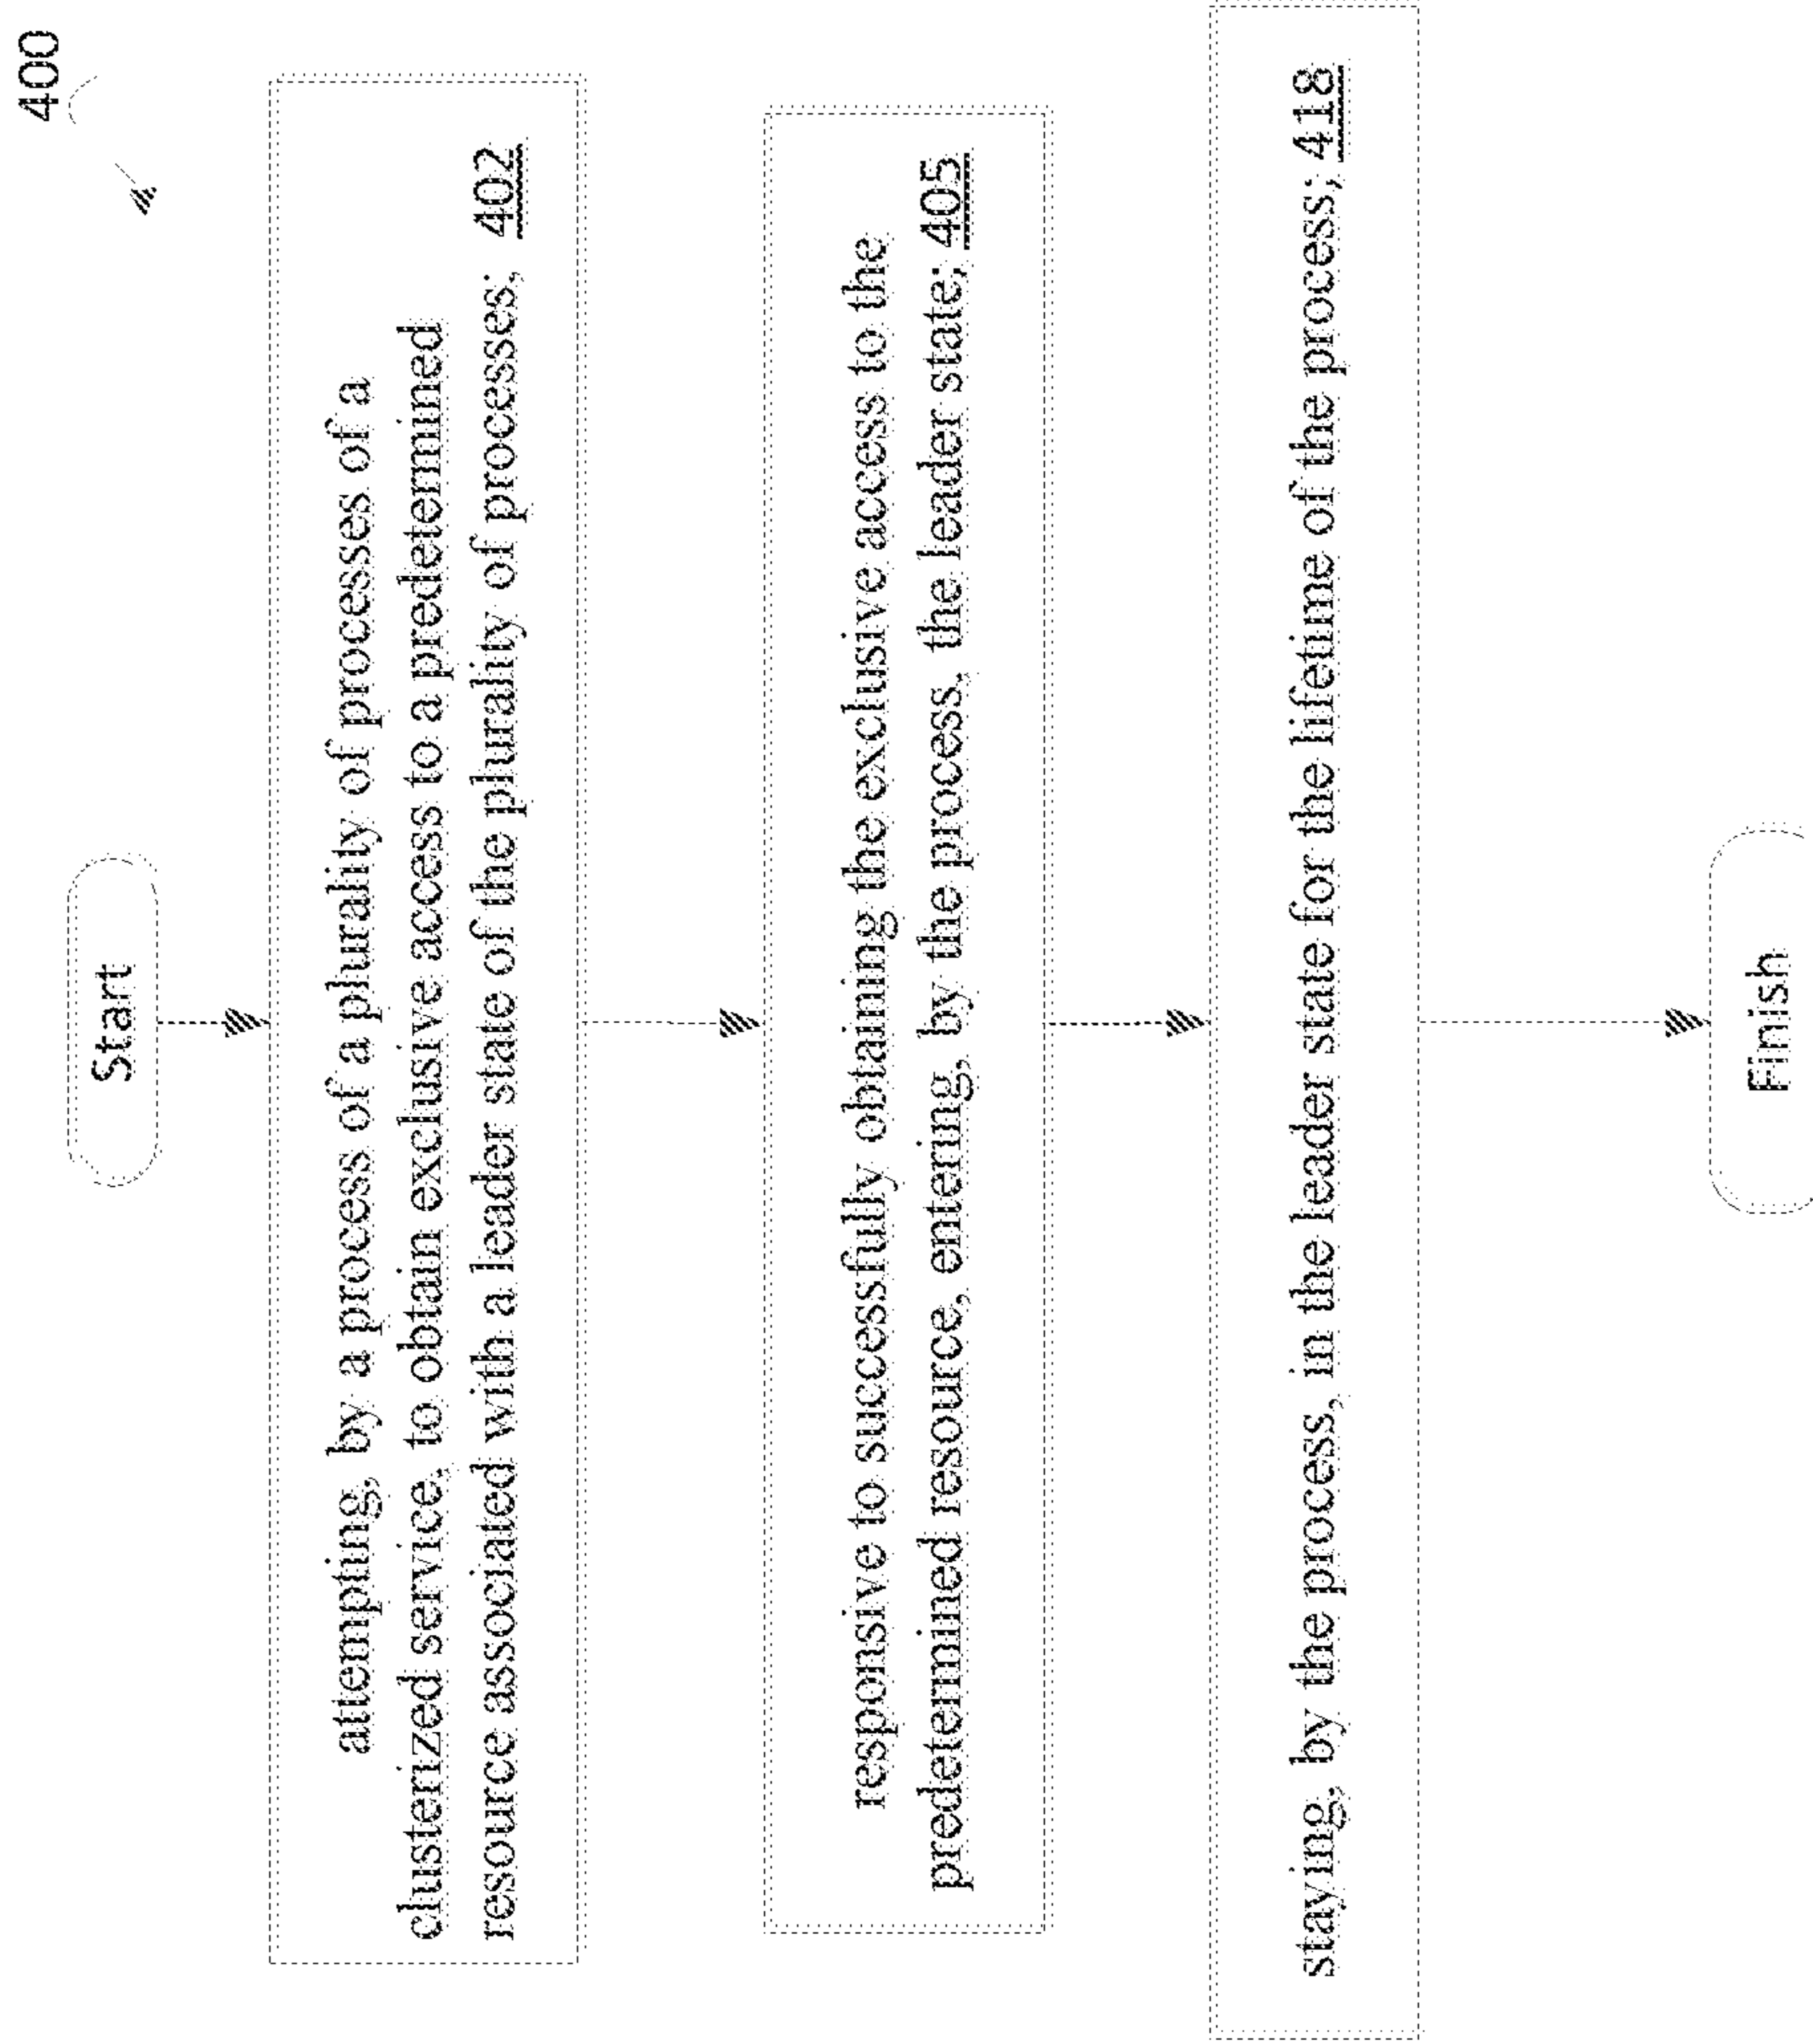 400
Start
attempting, by a process of a plurality of processes of a
clusterized service, to obtain exclusive access to a predetermined
resource associated with a leader state of the plurality of processes; 402
responsive to successfully obtaining the exclusive access to the
predetermined resource, entering, by the process, the leader state; 405
staying, by the process, in the leader state for the lifetime of the process; 418
Finish